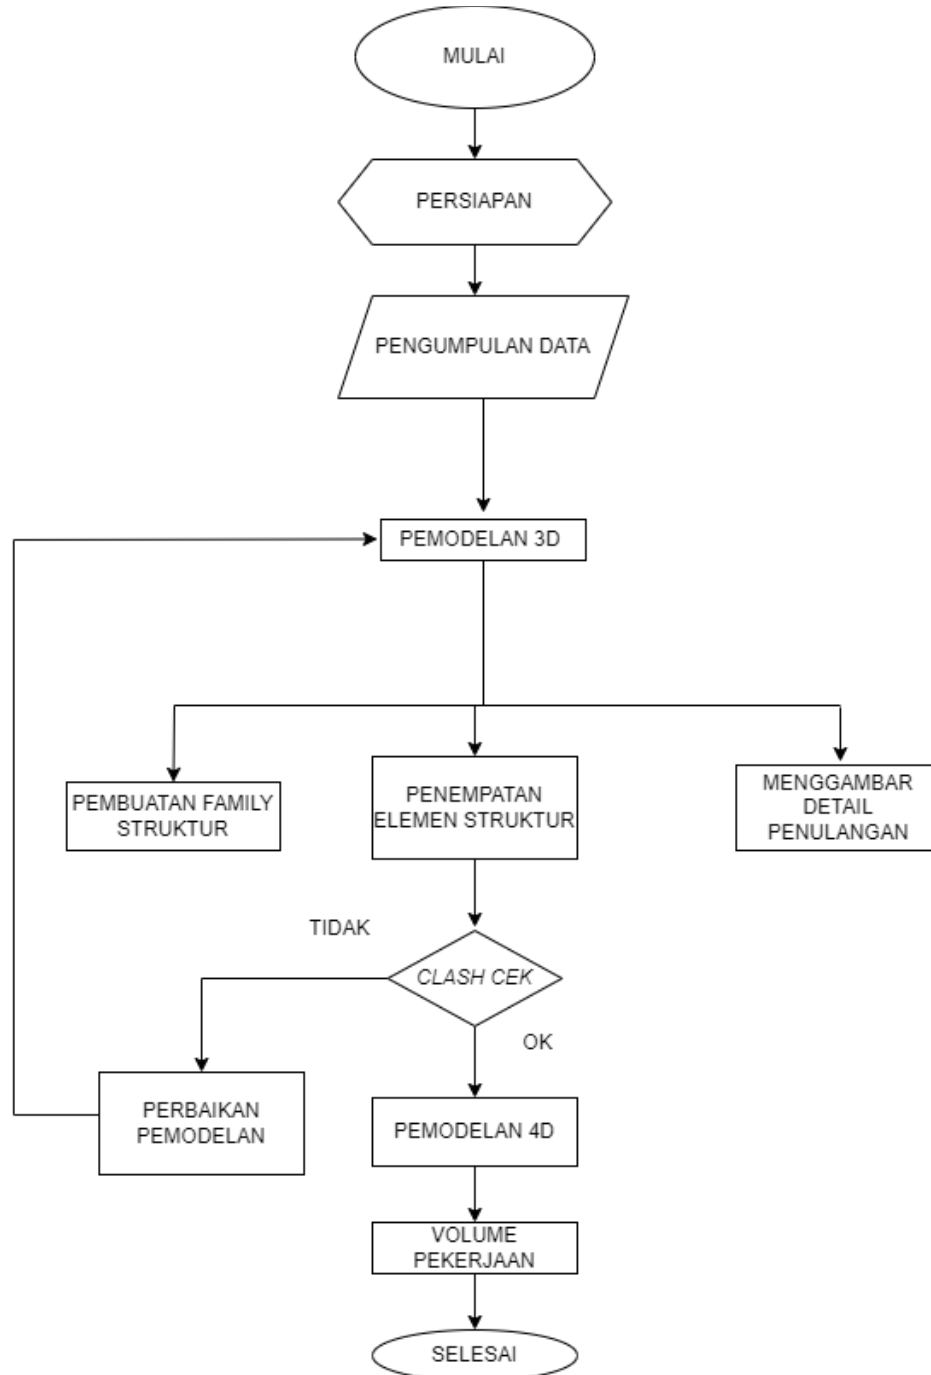 MULAI
PERSIAPAN
PENGUMPULAN DATA
PEMODELAN 3D
PEMBUATAN FAMILY
STRUKTUR
PENEMPATAN
ELEMEN STRUKTUR
MENGGAMBAR
DETAIL
PENULANGAN
TIDAK
CLASH CEK
OK
PERBAIKAN
PEMODELAN
PEMODELAN 4D
VOLUME
PEKERJAAN
SELESAI